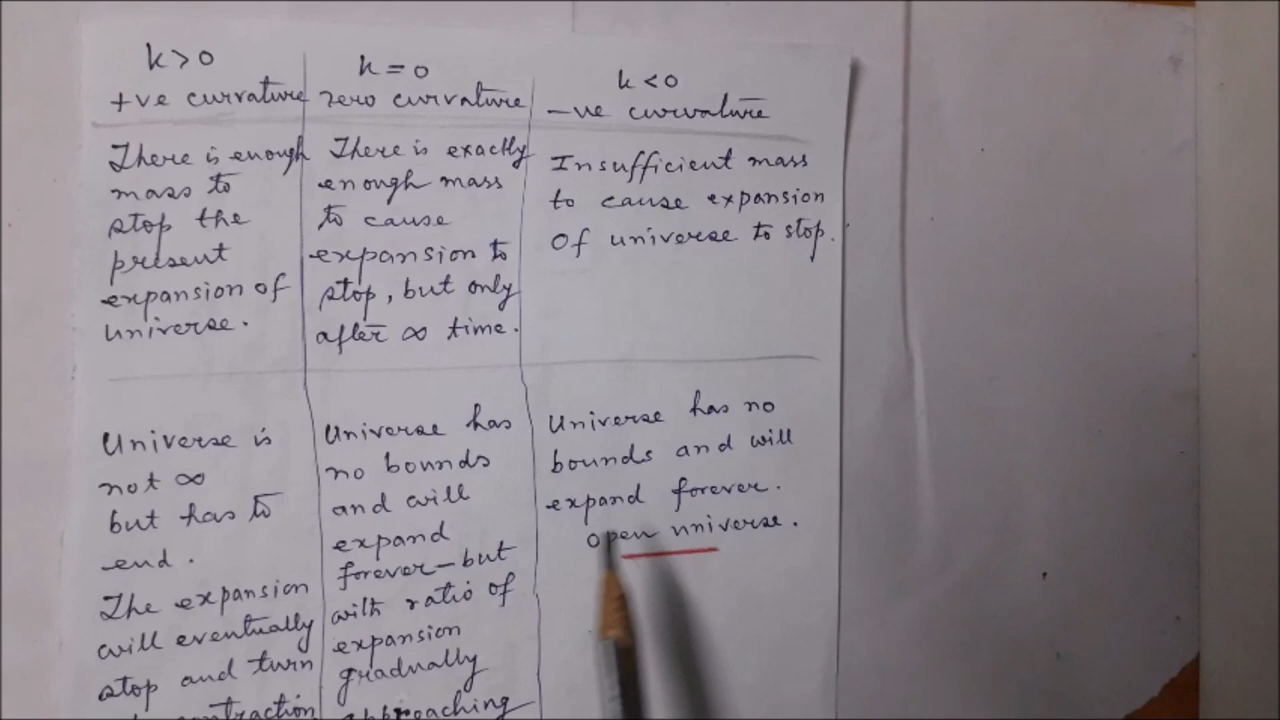 k>0
+ve curvature
There is enough
mass to
stop the
present
expansion of
universe.
Universe is
not ∞
but has to
end.
The expansion
will eventually
stop and turn
contraction
k=0
zero curvature
There is exactly
enough mass
to cause
expansion to
stop, but only
after ∞ time.
Universe has
no bounds
and will
expand
forever-but
with ratio of
expansion
gradually
approaching
k<0
-ve curvature
Insufficient mass
to cause expansion
Of universe to stop.
Universe has no
bounds and will
expand forever.
open universe.